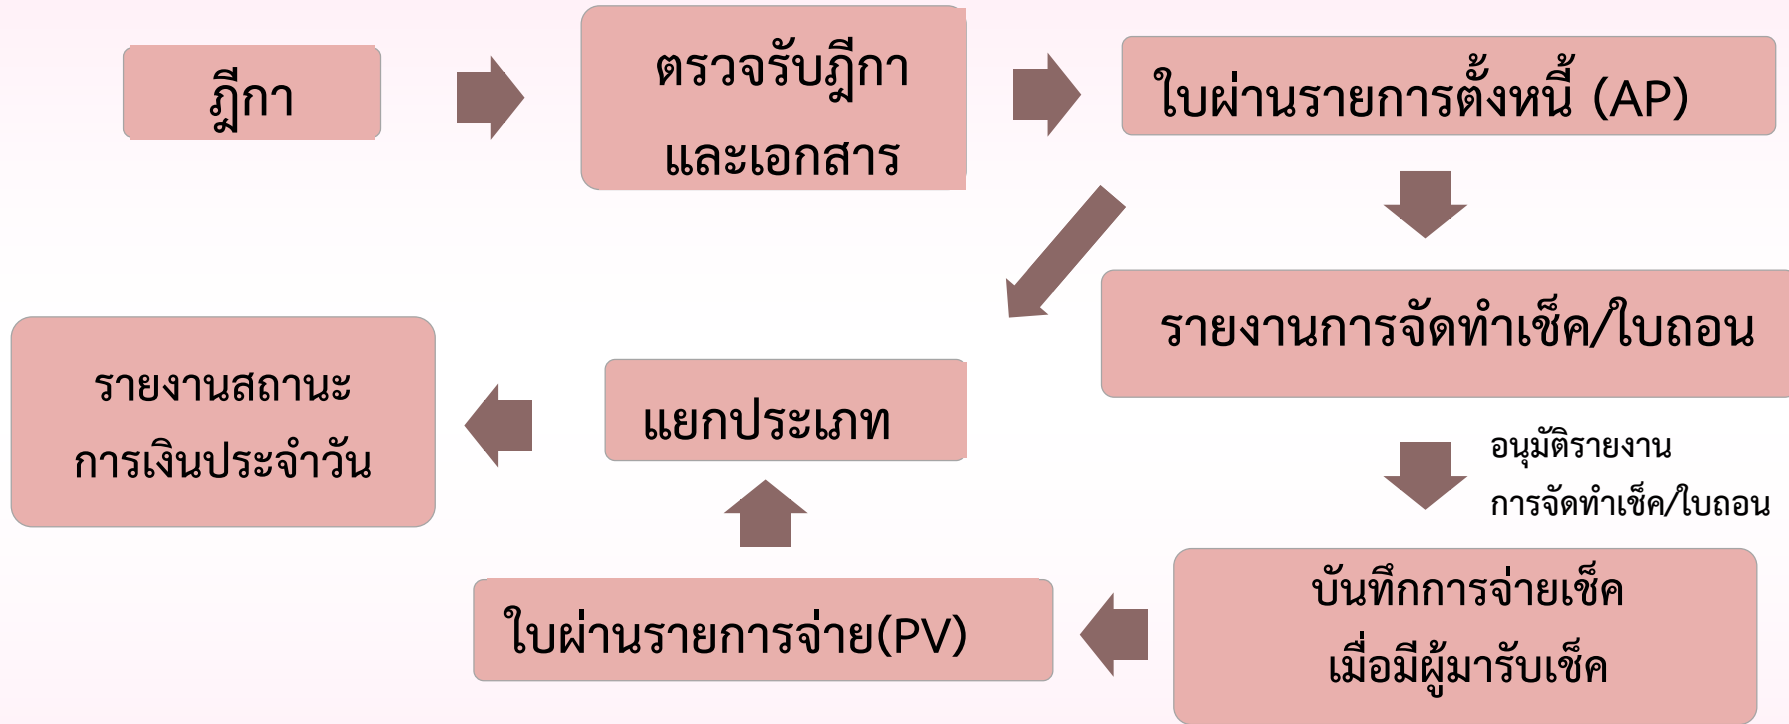 ฎีกา
ตรวจรับฎีกา
และเอกสาร
ใบผ่านรายการตั้งหนี้ (AP)
รายงานการจัดทำเช็ค/ใบถอน
อนุมัติรายงาน
การจัดทำเช็ค/ใบถอน
บันทึกการจ่ายเช็ค
เมื่อมีผู้มารับเช็ค
ใบผ่านรายการจ่าย(PV)
แยกประเภท
รายงานสถานะ
การเงินประจำวัน